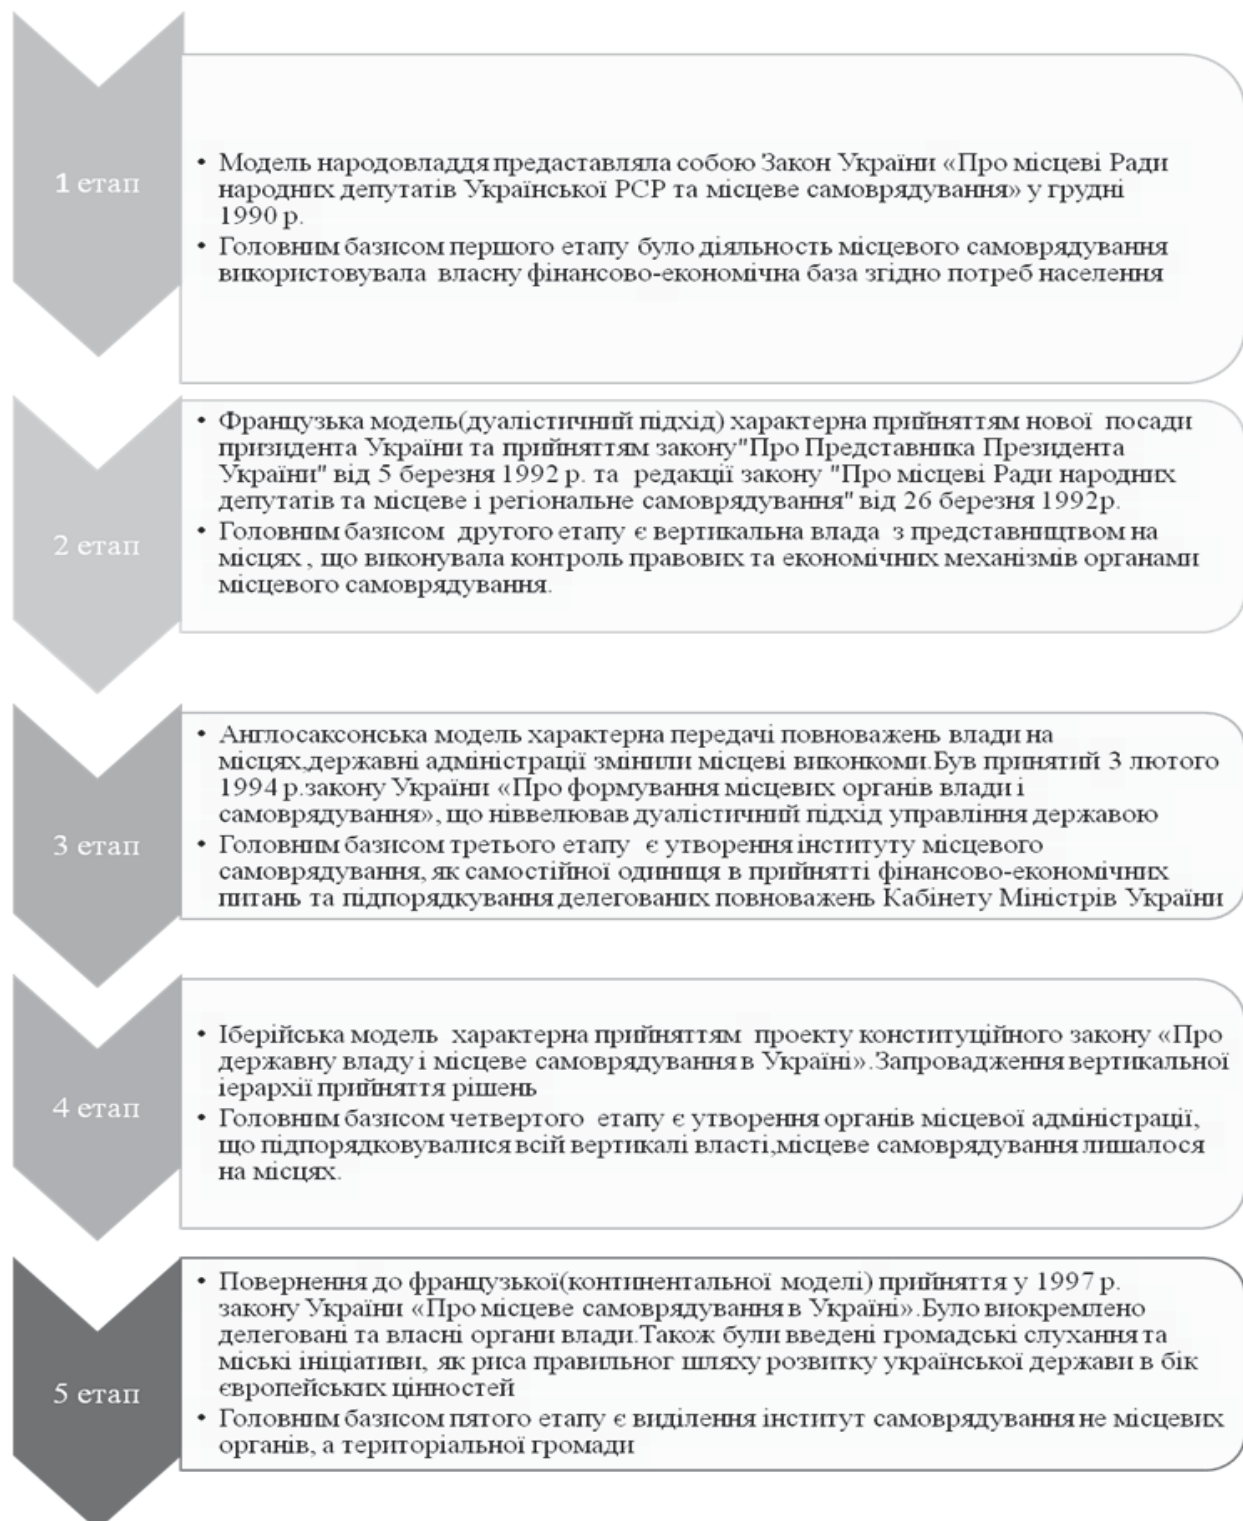 1 етап
• Модель народовладдя предаставляла собою Закон України «Про місцеві Ради
народних депутатів Української РСР та місцеве самоврядування» у грудні
1990 р.
• Головним базисом першого етапу було діяльность місцевого самоврядування
використовувала власну фінансово-економічна база згідно потреб населення
2 етап
• Французька модель(дуалістичний підхід) характерна прийняттям нової посади
призидента України та прийняттям закону"Про Представника Президента
України" від 5 березня 1992 р. та редакції закону "Про місцеві Ради народних
депутатів та місцеве і регіональне самоврядування" від 26 березня 1992р.
• Головним базисом другого етапу є вертикальна влада з представництвом на
місцях , що виконувала контроль правових та економічних механізмів органами
місцевого самоврядування.
3 етап
• Англосаксонська модель характерна передачі повноважень влади на
місцях,державні адміністрації змінили місцеві виконкоми.Був принятий 3 лютого
1994 р.закону України «Про формування місцевих органів влади і
самоврядування», що ніввелював дуалістичний підхід управління державою
• Головним базисом третього етапу є утворення інституту місцевого
самоврядування, як самостійної одиниця в прийнятті фінансово-економічних
питань та підпорядкування делегованих повноважень Кабінету Міністрів України
4 етап
• Іберійська модель характерна прийняттям проекту конституційного закону «Про
державну владу і місцеве самоврядування в Україні».Запровадження вертикальної
ієрархії прийняття рішень
• Головним базисом четвертого етапу є утворення органів місцевої адміністрації,
що підпорядковувалися всій вертикалі власті,місцеве самоврядування лишалося
на місцях.
5 етап
• Повернення до французької(континентальної моделі) прийняття у 1997 р.
закону України «Про місцеве самоврядування в Україні».Було виокремлено
делеговані та власні органи влади.Також були введені громадські слухання та
міські ініціативи, як риса правильног шляху розвитку української держави в бік
європейських цінностей
• Головним базисом пятого етапу є виділення інститут самоврядування не місцевих
органів, а територіальної громади